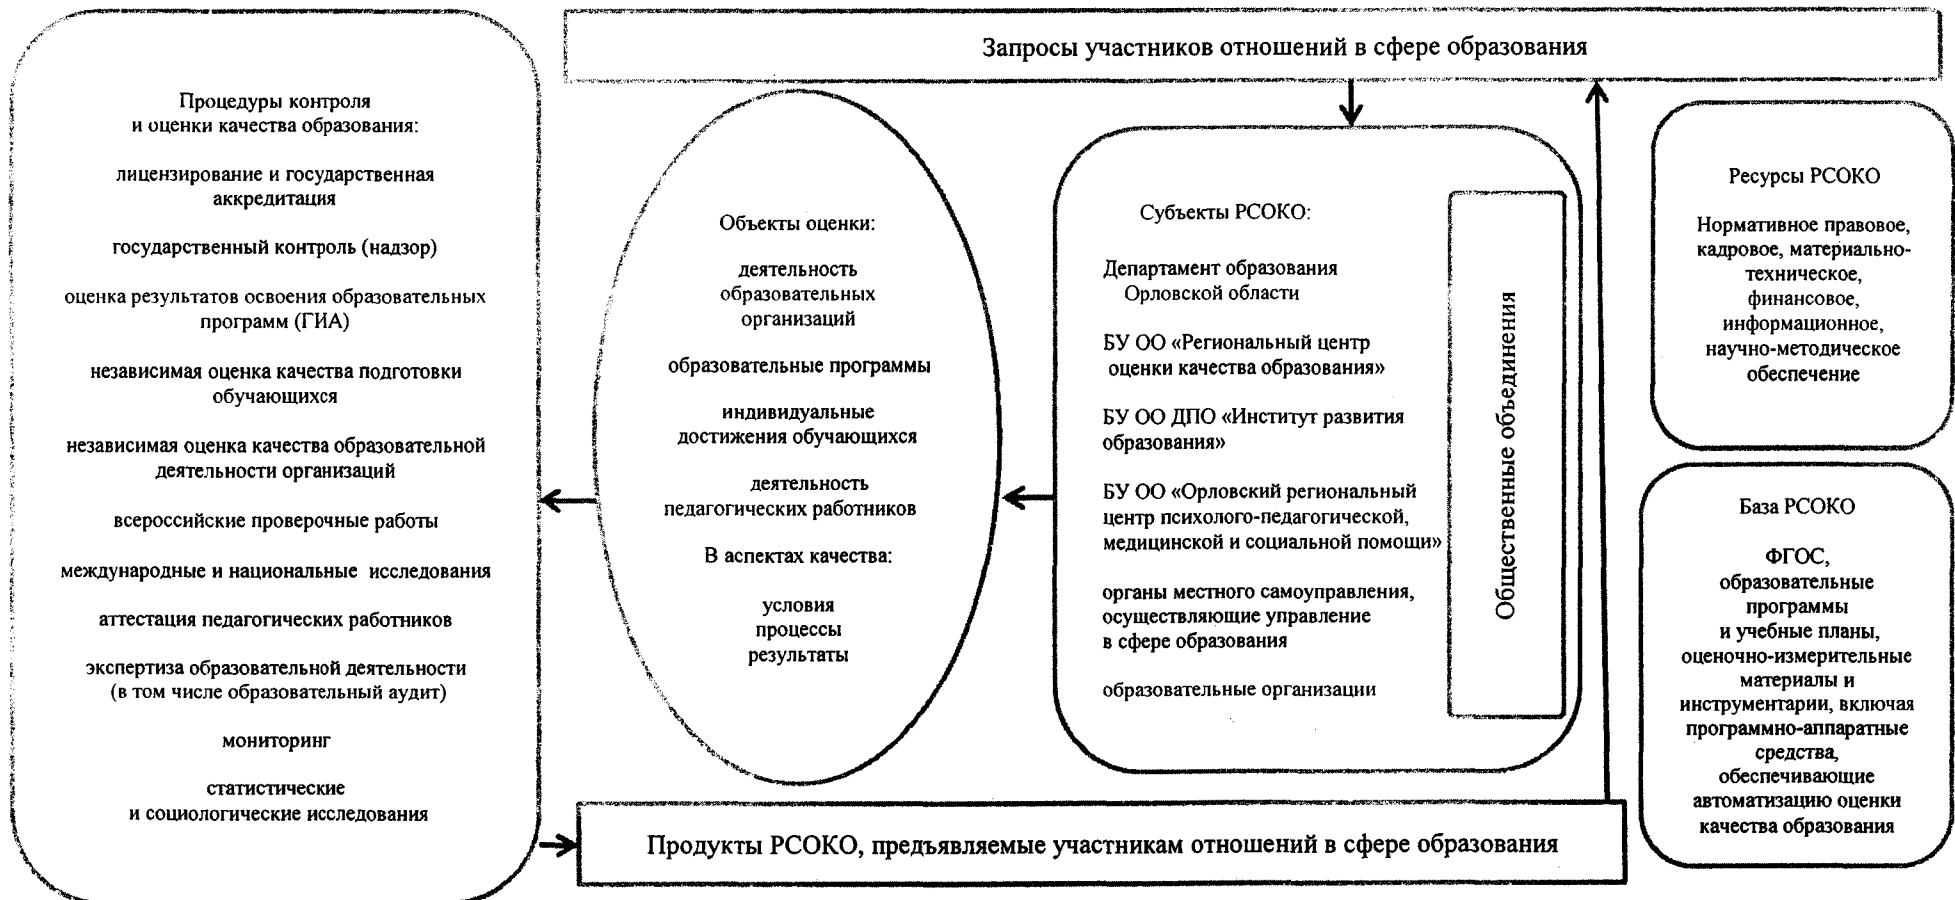 Запросы участников отношений в сфере образования
Процедуры контроля
и оценки качества образования:
лицензирование и государственная
аккредитация
государственный контроль (надзор)
оценка результатов освоения образовательных
программ (ГИА)
независимая оценка качества подготовки
обучающихся
независимая оценка качества образовательной
деятельности организаций
всероссийские проверочные работы
международные и национальные исследования
аттестация педагогических работников
экспертиза образовательной деятельности
(в том числе образовательный аудит)
мониторинг
статистические
и социологические исследования
Объекты оценки:
деятельность
образовательных
организаций
образовательные программы
индивидуальные
достижения обучающихся
деятельность
педагогических работников
В аспектах качества:
условия
процессы
результаты
Субъекты РСОКО:
Департамент образования
Орловской области
БУ ОО «Региональный центр
оценки качества образования»
БУ ОО ДПО «Институт развития
образования»
БУ ОО «Орловский региональный
центр психолого-педагогической,
медицинской и социальной помощи»
органы местного самоуправления,
осуществляющие управление
в сфере образования
образовательные организации
Общественные объединения
Ресурсы РСОКО
Нормативное правовое,
кадровое, материально-
техническое,
финансовое,
информационное,
научно-методическое
обеспечение
База РСОКО
ФГОС,
образовательные
программы
и учебные планы,
оценочно-измерительные
материалы и
инструментарии, включая
программно-аппаратные
средства,
обеспечивающие
автоматизацию оценки
качества образования
Продукты РСОКО, предъявляемые участникам отношений в сфере образования